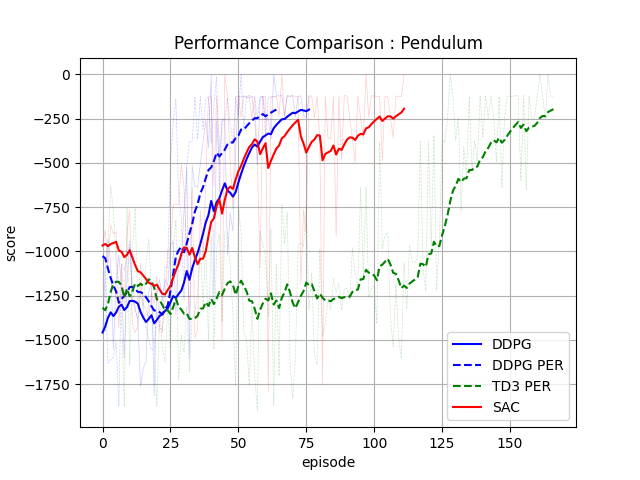 Performance Comparison : Pendulum
score
0
−250
−500
−750
−1000
−1250
−1500
−1750
0 25 50 75 100 125 150
episode
DDPG
DDPG PER
TD3 PER
SAC